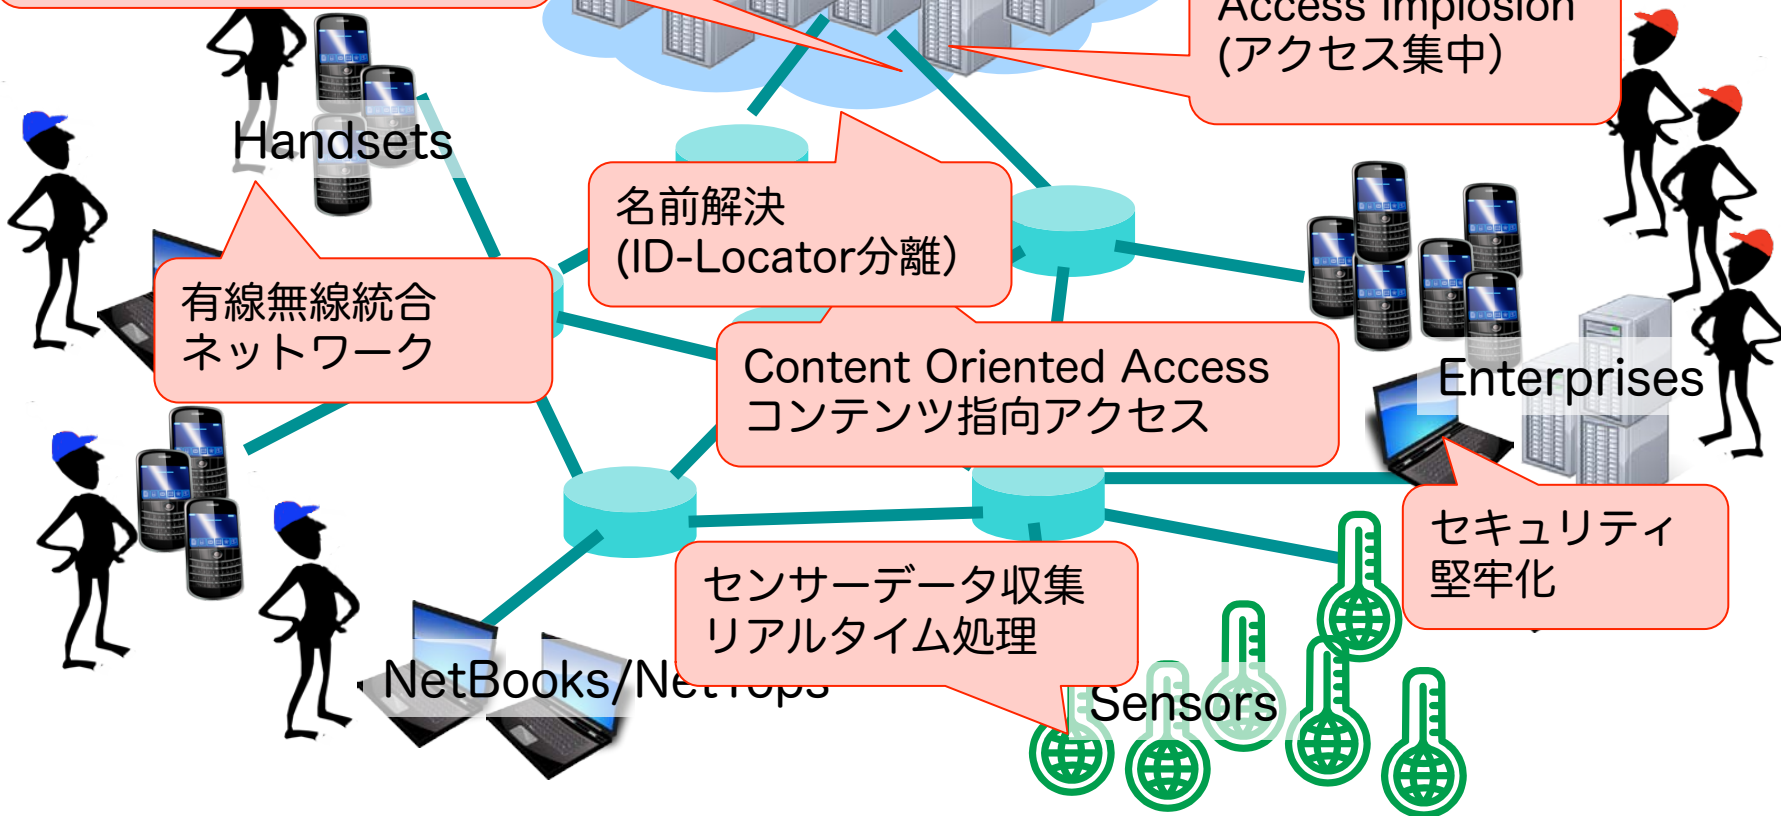 Access Implosion
(アクセス集中)
Handsets
名前解決
(ID-Locator分離)
有線無線統合
ネットワーク
Content Oriented Access
コンテンツ指向アクセス
Enterprises
セキュリティ
堅牢化
センサーデータ収集
リアルタイム処理
NetBooks/NetTops
Sensors